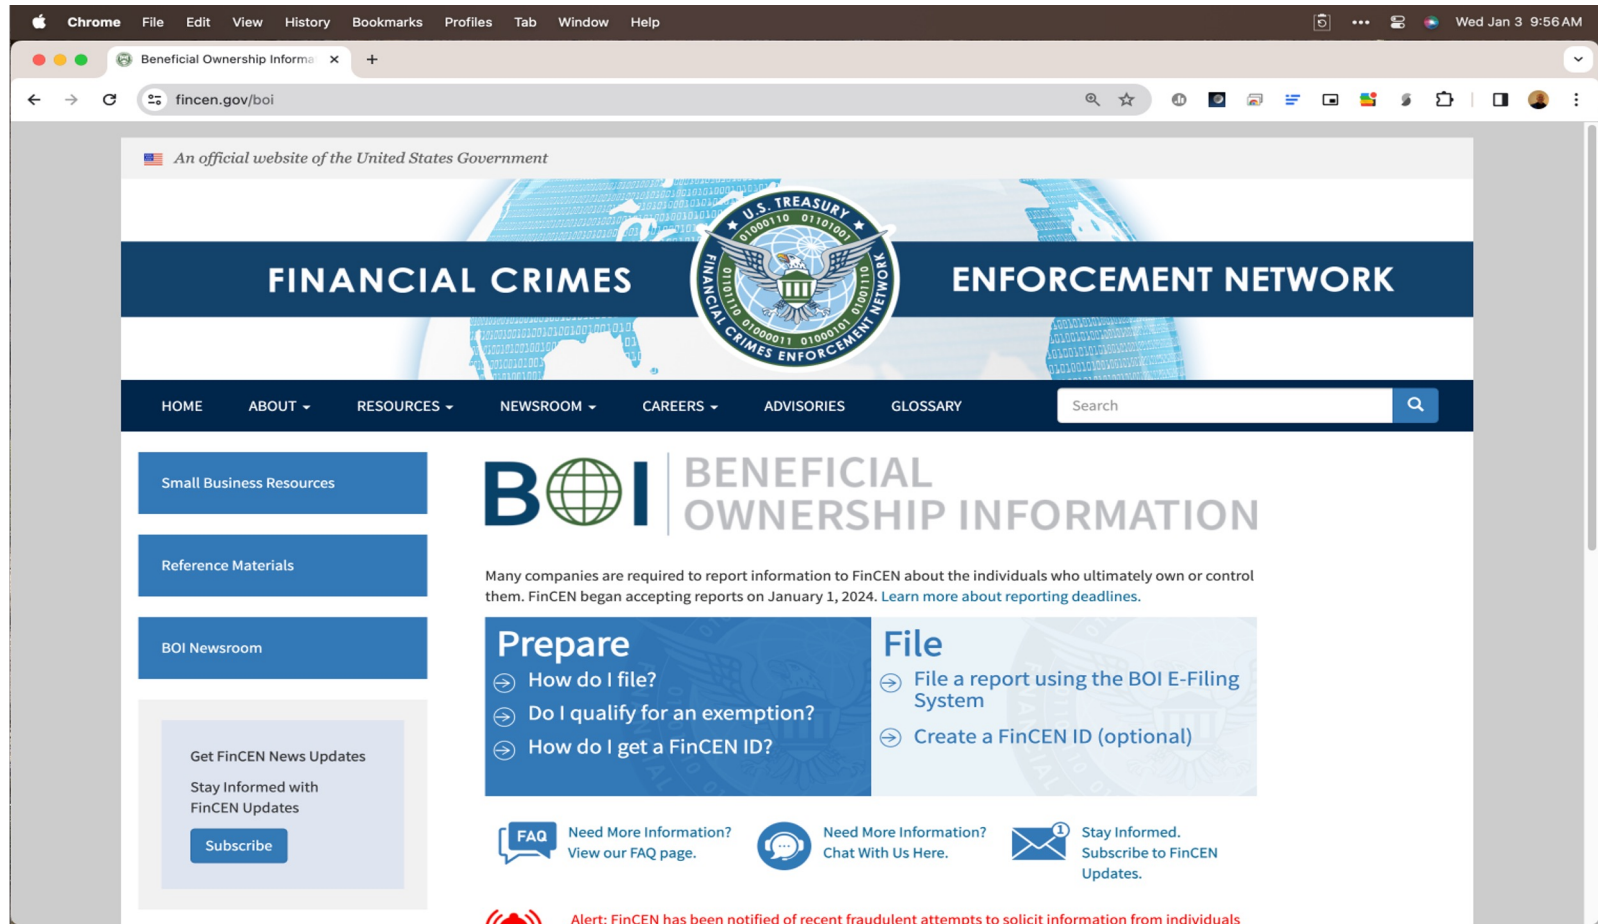 Chrome File Edit View History Bookmarks Profiles Tab Window Help Wed Jan 3 9:56 AM
Beneficial Ownership Informa
fincen.gov/boi
An official website of the United States Government
U.S. TREASURY
FINANCIAL CRIMES ENFORCEMENT NETWORK
FINANCIAL CRIMES ENFORCEMENT NETWORK
HOME ABOUT RESOURCES NEWSROOM CAREERS ADVISORIES GLOSSARY Search
Small Business Resources
Reference Materials
BOI Newsroom
Get FinCEN News Updates
Stay Informed with
FinCEN Updates
Subscribe
BOI BENEFICIAL
OWNERSHIP INFORMATION
Many companies are required to report information to FinCEN about the individuals who ultimately own or control
them. FinCEN began accepting reports on January 1, 2024. Learn more about reporting deadlines.
Prepare
How do I file?
Do I qualify for an exemption?
How do I get a FinCEN ID?
File
File a report using the BOI E-Filing
System
Create a FinCEN ID (optional)
FAQ
Need More Information?
View our FAQ page.
Need More Information?
Chat With Us Here.
1
Stay Informed.
Subscribe to FinCEN
Updates.
Alert: FinCEN has been notified of recent fraudulent attempts to solicit information from individuals